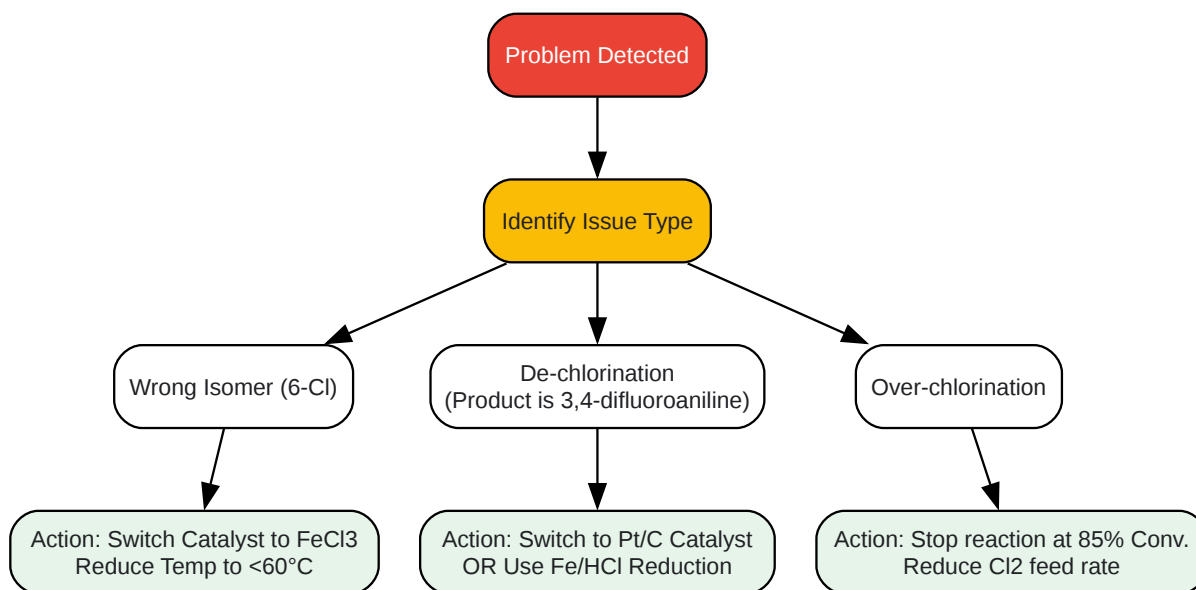 Problem Detected
Identify Issue Type
Wrong Isomer (6-Cl)
De-chlorination
(Product is 3,4-difluoroaniline)
Over-chlorination
Action: Switch Catalyst to FeCl3
Reduce Temp to <60°C
Action: Switch to Pt/C Catalyst
OR Use Fe/HCl Reduction
Action: Stop reaction at 85% Conv.
Reduce Cl2 feed rate